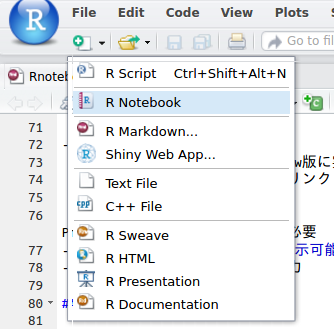 File Edit Code View Plots
Go to fi
R Script Ctrl+Shift+Alt+N
R Notebook
R Markdown...
Shiny Web App...
Text File
C++ File
R Sweave
R HTML
R Presentation
R Documentation
71
72
73
74
75
76
77
78
79
80
81
w版に
リンク
必要
示可能
力